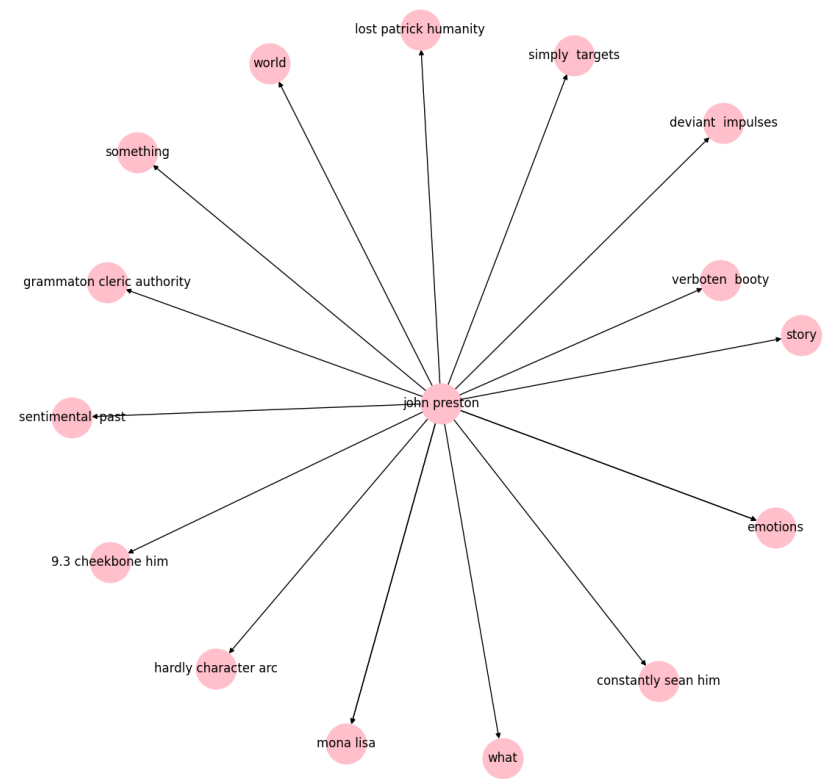 lost patrick humanity
simply  targets
world
deviant  impulses
something
verboten  booty
grammaton cleric authority
story
john preston
sentimental  past
emotions
9.3 cheekbone him
hardly character arc
constantly sean him
mona lisa
what